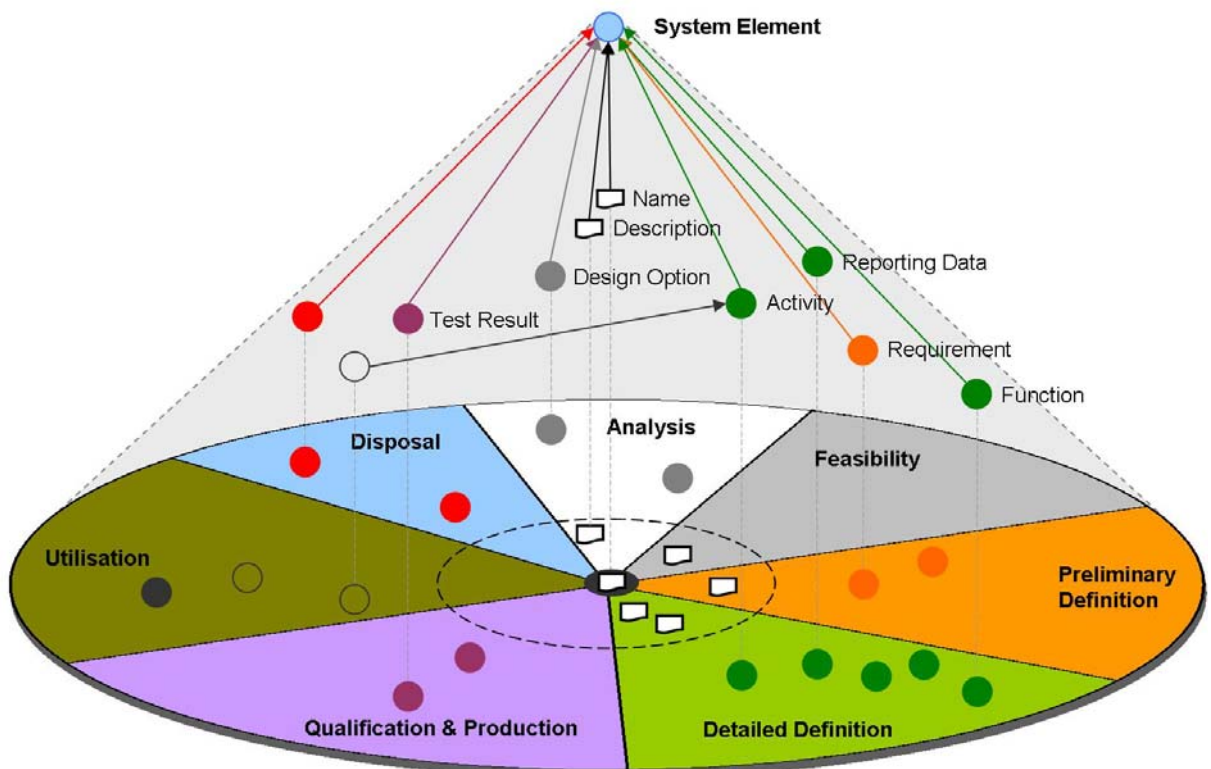 System Element
Name
Description
Design Option
Reporting Data
Activity
Test Result
Requirement
Function
Disposal
Analysis
Feasibility
Utilisation
Preliminary
Definition
Qualification & Production
Detailed Definition